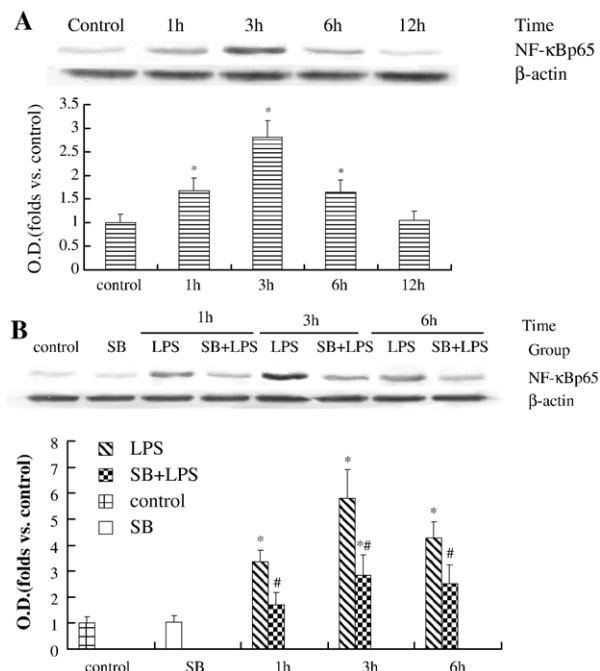 A
Control 1h 3h 6h 12h Time
NF-κBp65
β-actin
O.D.(folds vs. control)
3.5
3
2.5
2
1.5
1
0.5
0
* * *
control 1h 3h 6h 12h
B
1h 3h 6h Time
control SB LPS SB+LPS LPS SB+LPS LPS SB+LPS Group
NF-κBp65
β-actin
O.D.(folds vs. control)
8
7
6
5
4
3
2
1
0
LPS
SB+LPS
control
SB
* # * *# * #
control SB 1h 3h 6h